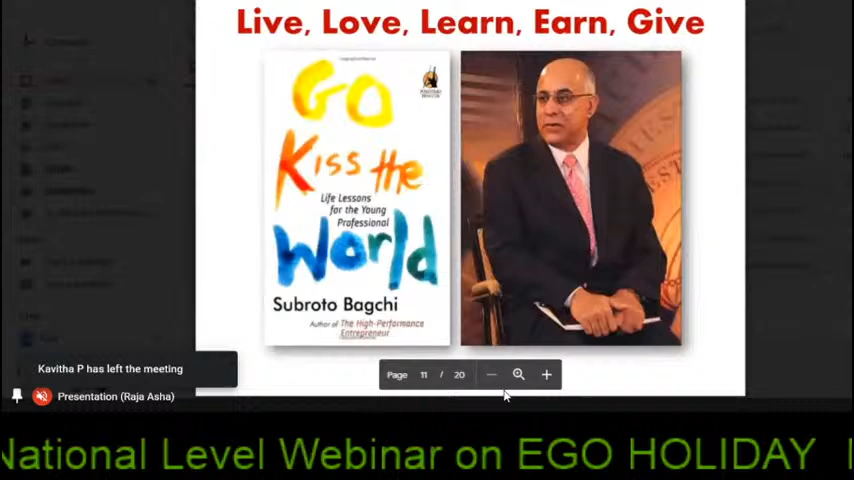 Live, Love, Learn, Earn, Give
GO
Kiss the
Life Lessons
for the Young
Professional
World
Subroto Bagchi
Author of The High-Performance
Entrepreneur
Kavitha P has left the meeting
Page 11 / 20
Presentation (Raja Asha)
National Level Webinar on EGO HOLIDAY